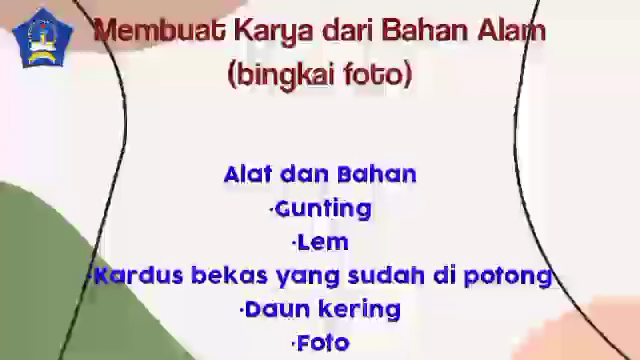 Membuat Karya dari Bahan Alam
(bingkai foto)
Alat dan Bahan
·Gunting
·Lem
·Kardus bekas yang sudah di potong
·Daun kering
·Foto